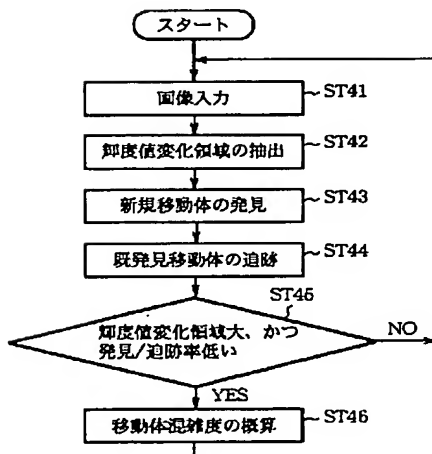 スタート
画像入力
ST41
輝度値変化領域の抽出
ST42
新規移動体の発見
ST43
既発見移動体の追跡
ST44
ST45
輝度値変化領域大、かつ
発見/追跡率低い
NO
YES
移動体混雑度の概算
ST46